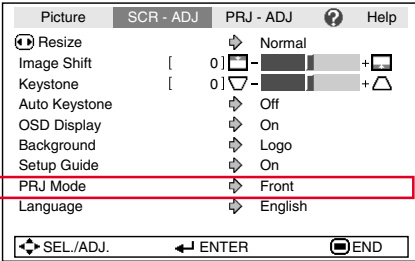 Picture SCR - ADJ PRJ - ADJ ? Help
Resize Normal
Image Shift [ 0 ] - +
Keystone [ 0 ] - +
Auto Keystone Off
OSD Display On
Background Logo
Setup Guide On
PRJ Mode Front
Language English
SEL./ADJ. ENTER END